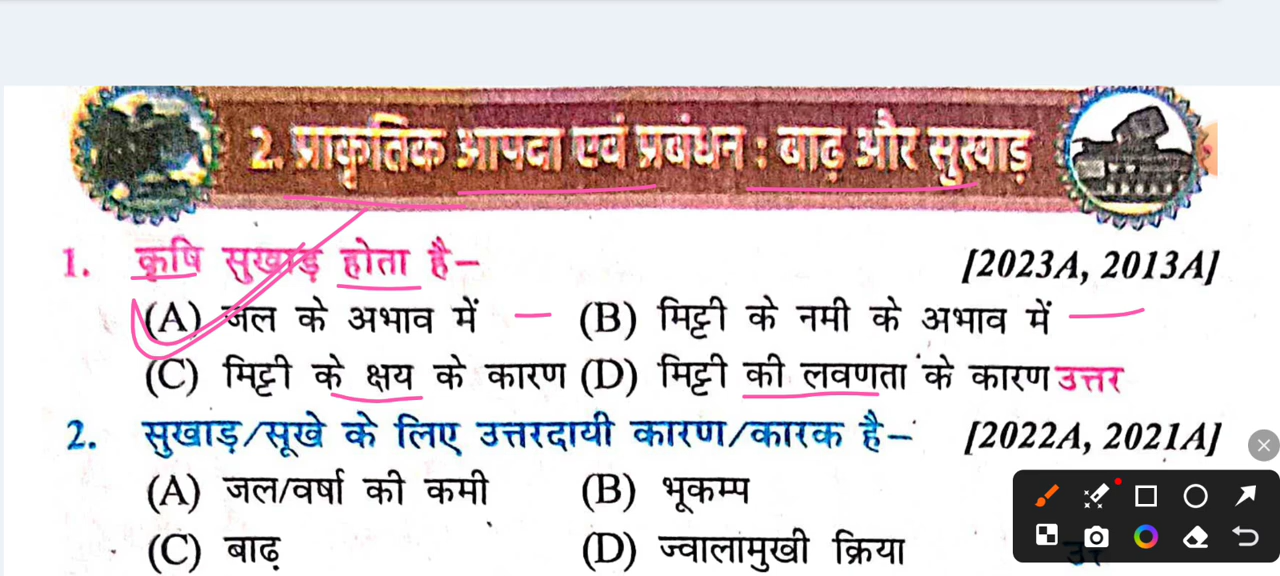 2. प्राकृतिक आपदा एवं प्रबंधन : बाढ़ और सुखाड़
1. कृषि सुखाड़ होता है– [2023A, 2013A]
(A) जल के अभाव में (B) मिट्टी के नमी के अभाव में
(C) मिट्टी के क्षय के कारण (D) मिट्टी की लवणता के कारण उत्तर
2. सुखाड़/सूखे के लिए उत्तरदायी कारण/कारक है– [2022A, 2021A]
(A) जल/वर्षा की कमी (B) भूकम्प
(C) बाढ़ (D) ज्वालामुखी क्रिया